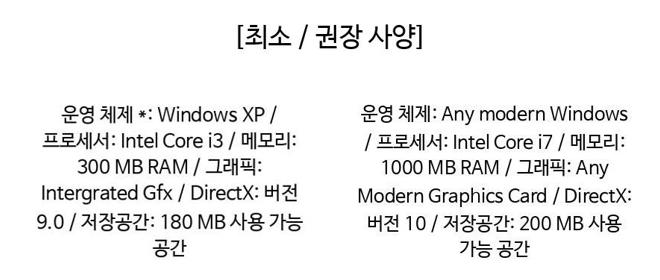 [최소 / 권장 사양]
운영 체제 *: Windows XP /
프로세서: Intel Core i3 / 메모리:
300 MB RAM / 그래픽:
Intergrated Gfx / DirectX: 버전
9.0 / 저장공간: 180 MB 사용 가능
공간
운영 체제: Any modern Windows
/ 프로세서: Intel Core i7 / 메모리:
1000 MB RAM / 그래픽: Any
Modern Graphics Card / DirectX:
버전 10 / 저장공간: 200 MB 사용
가능 공간